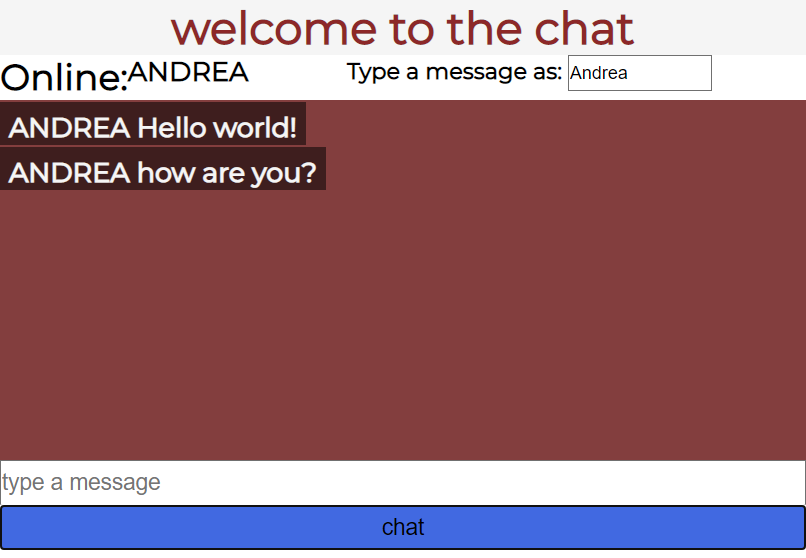 welcome to the chat
Online:ANDREA Type a message as: Andrea
ANDREA Hello world!
ANDREA how are you?
type a message
chat